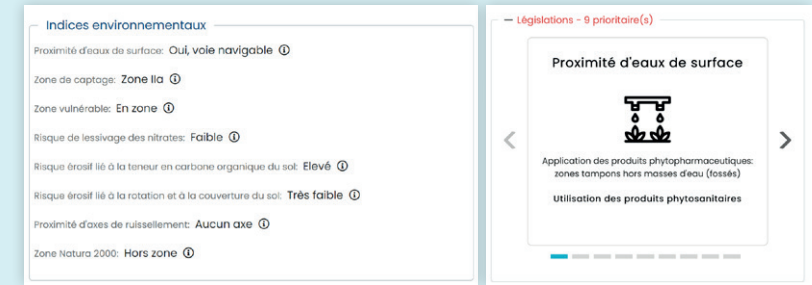 Indices environnementaux
Proximité d'eaux de surface: Oui, voie navigable
Zone de captage: Zone IIa
Zone vulnérable: En zone
Risque de lessivage des nitrates: Faible
Risque érosif lié à la teneur en carbone organique du sol: Elevé
Risque érosif lié à la rotation et à la couverture du sol: Très faible
Proximité d'axes de ruissellement: Aucun axe
Zone Natura 2000: Hors zone
Législations - 9 prioritaire(s)
Proximité d'eaux de surface
Application des produits phytopharmaceutiques:
zones tampons hors masses d'eau (fossés)
Utilisation des produits phytosanitaires